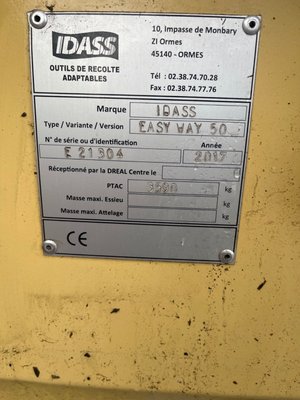 IDASS
OUTILS DE RECOLTE
ADAPTABLES
10, Impasse de Monbary
ZI Ormes
45140 - ORMES
Tél : 02.38.74.70.28
Fax : 02.38.74.77.76
Marque IDASS
Type / Variante / Version EASY WAY 50
N° de série ou d'identification Année
E 21304 2017
Réceptionné par la DREAL Centre le
PTAC kg
Masse maxi. Essieu kg
Masse maxi. Attelage kg
CE